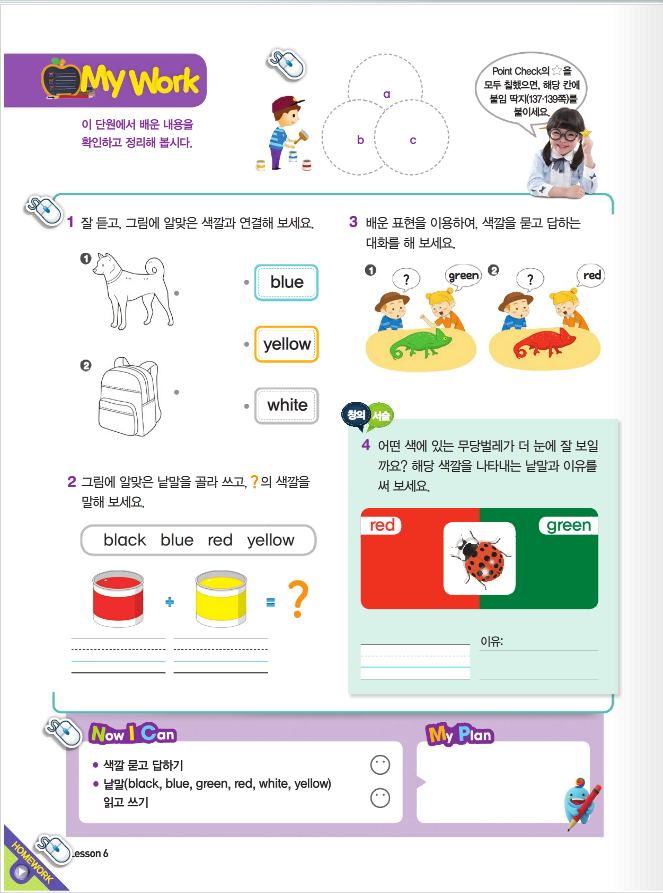 My Work
이 단원에서 배운 내용을
확인하고 정리해 봅시다.
a
b
c
Point Check의 ☆을
모두 칠했으면, 해당 칸에
붙임 딱지(137·139쪽)를
붙이세요.
1 잘 듣고, 그림에 알맞은 색깔과 연결해 보세요.
1
blue
yellow
2
white
2 그림에 알맞은 낱말을 골라 쓰고, ?의 색깔을
말해 보세요.
black blue red yellow
+ = ?
3 배운 표현을 이용하여, 색깔을 묻고 답하는
대화를 해 보세요.
1 ? green 2 ? red
창의 서술
4 어떤 색에 있는 무당벌레가 더 눈에 잘 보일
까요? 해당 색깔을 나타내는 낱말과 이유를
써 보세요.
red green
이유:
Now I Can
• 색깔 묻고 답하기
• 낱말(black, blue, green, red, white, yellow)
읽고 쓰기
My Plan
HOMEWORK
Lesson 6